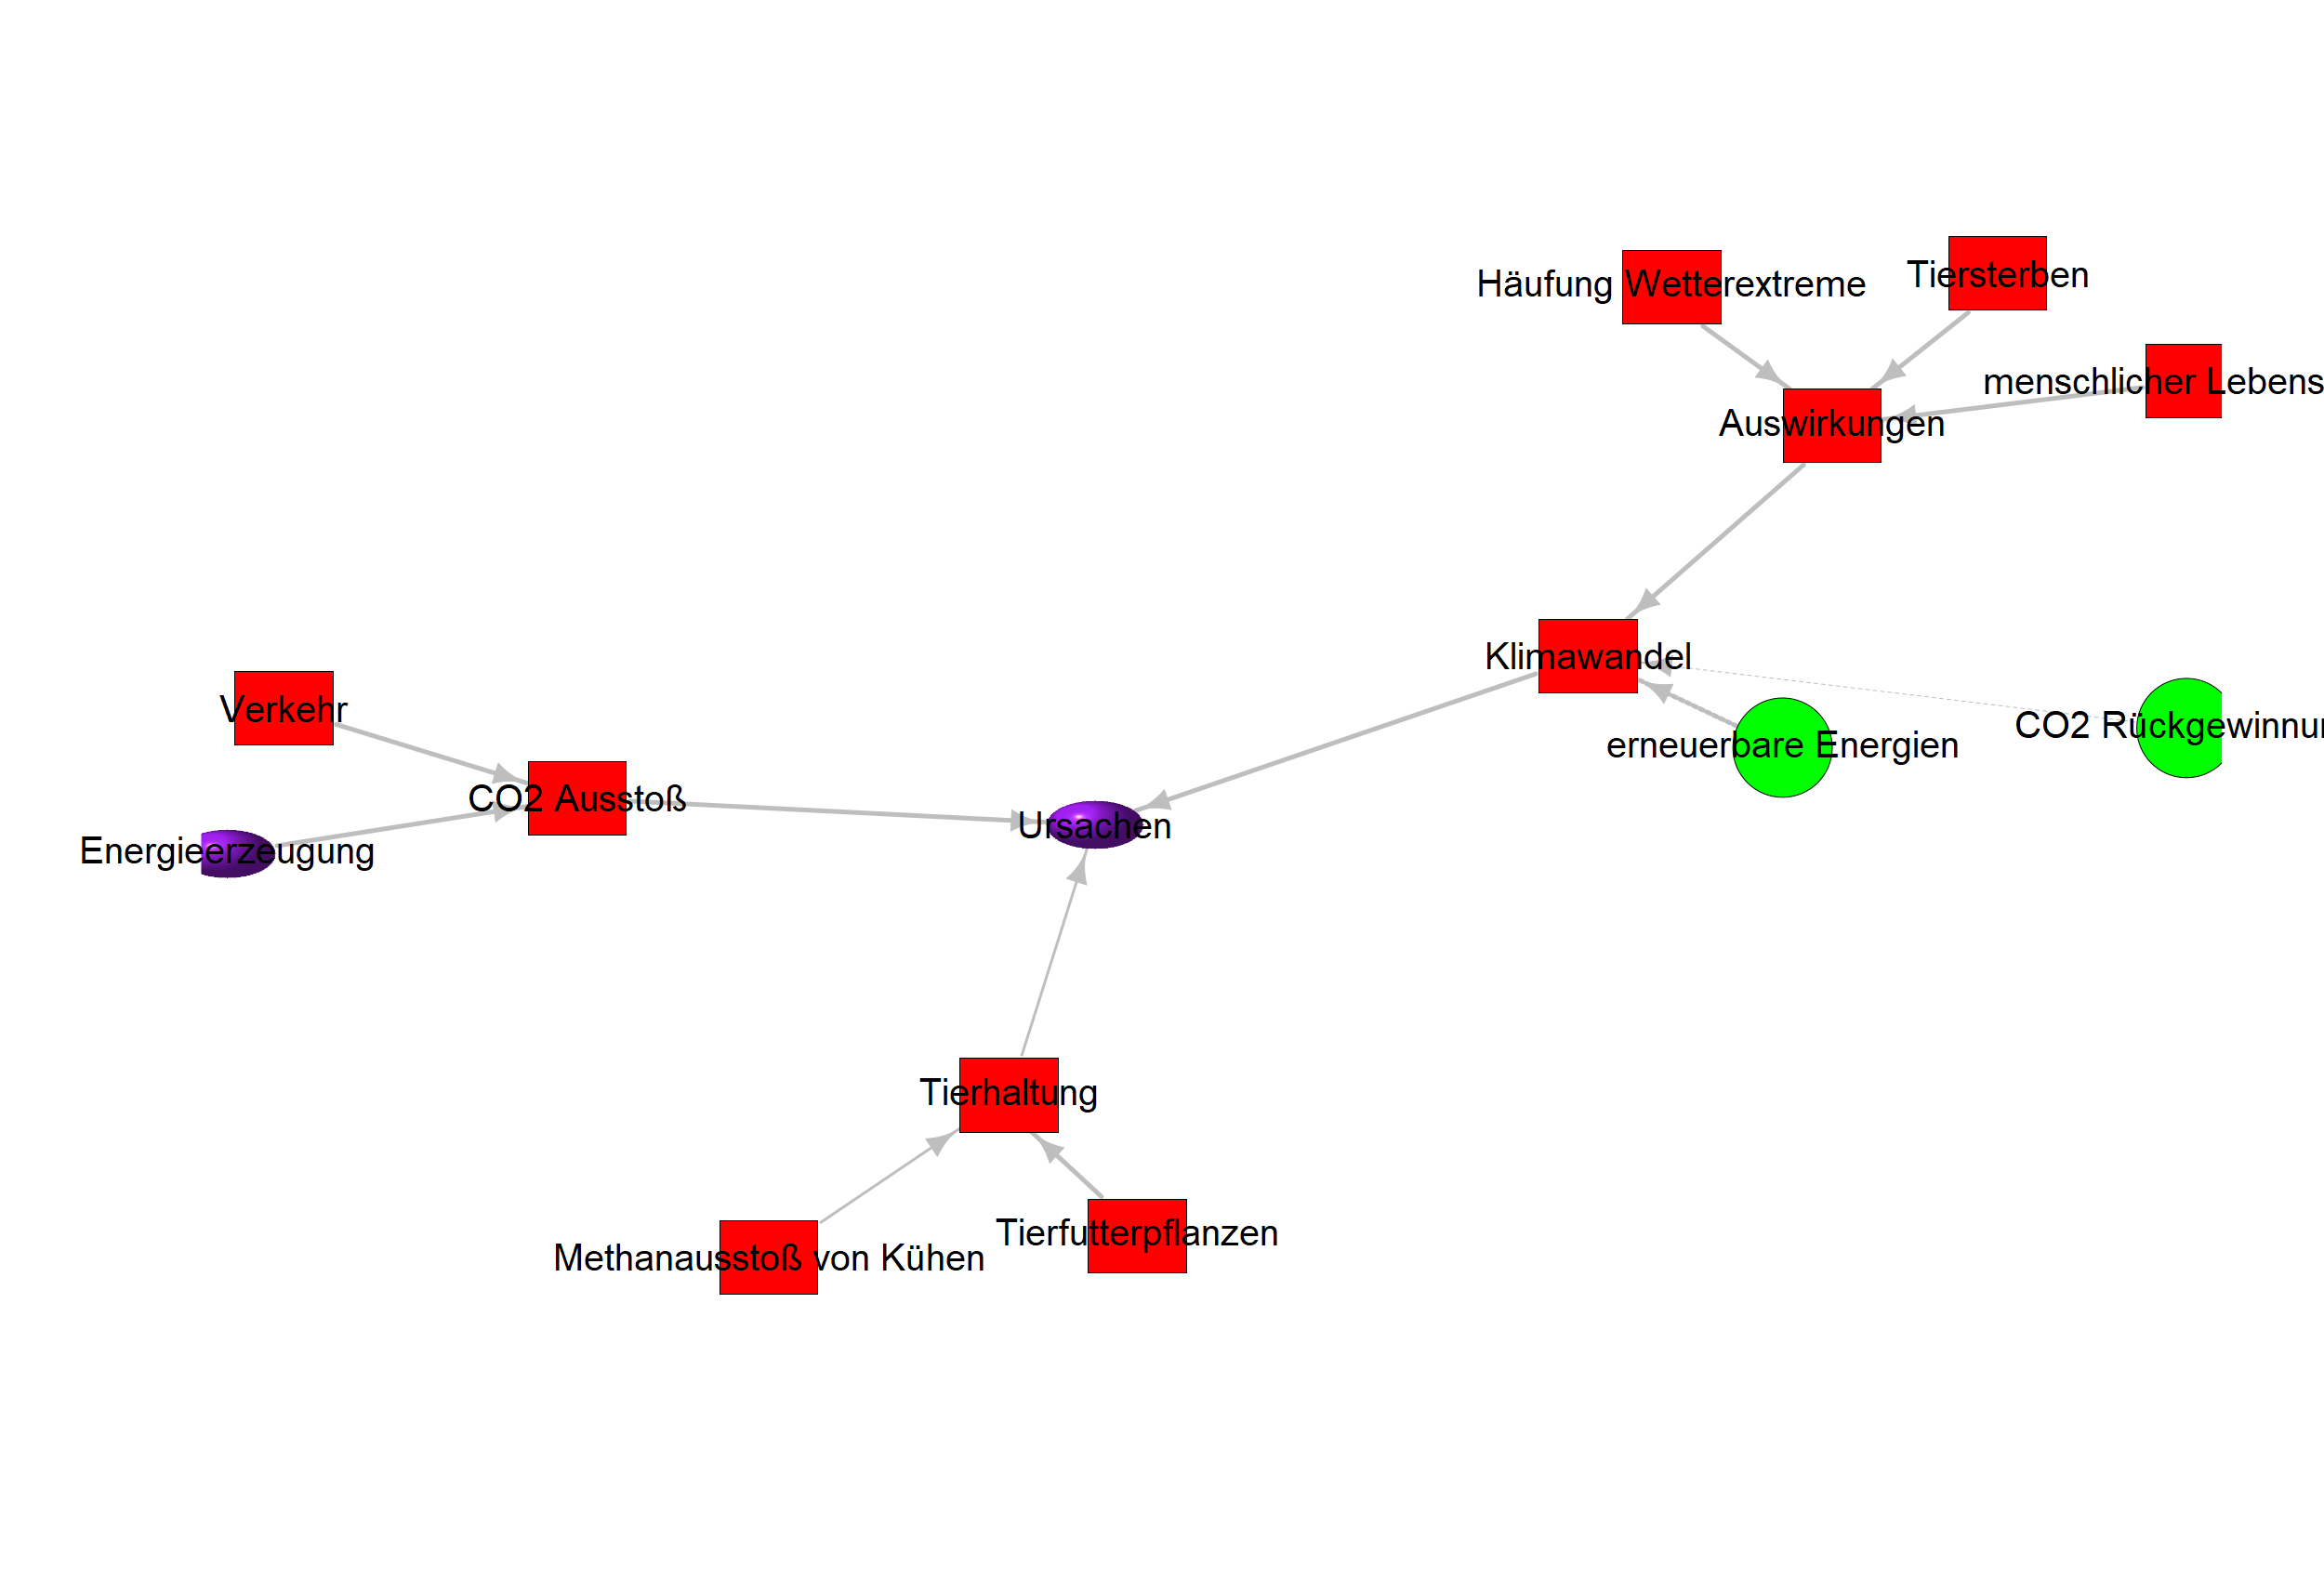 Häufung Wetterextreme
Tiersterben
menschlicher Lebens
Auswirkungen
Klimawandel
Verkehr
CO2 Rückgewinnu
erneuerbare Energien
CO2 Ausstoß
Ursachen
Energieerzeugung
Tierhaltung
Tierfutterpflanzen
Methanausstoß von Kühen